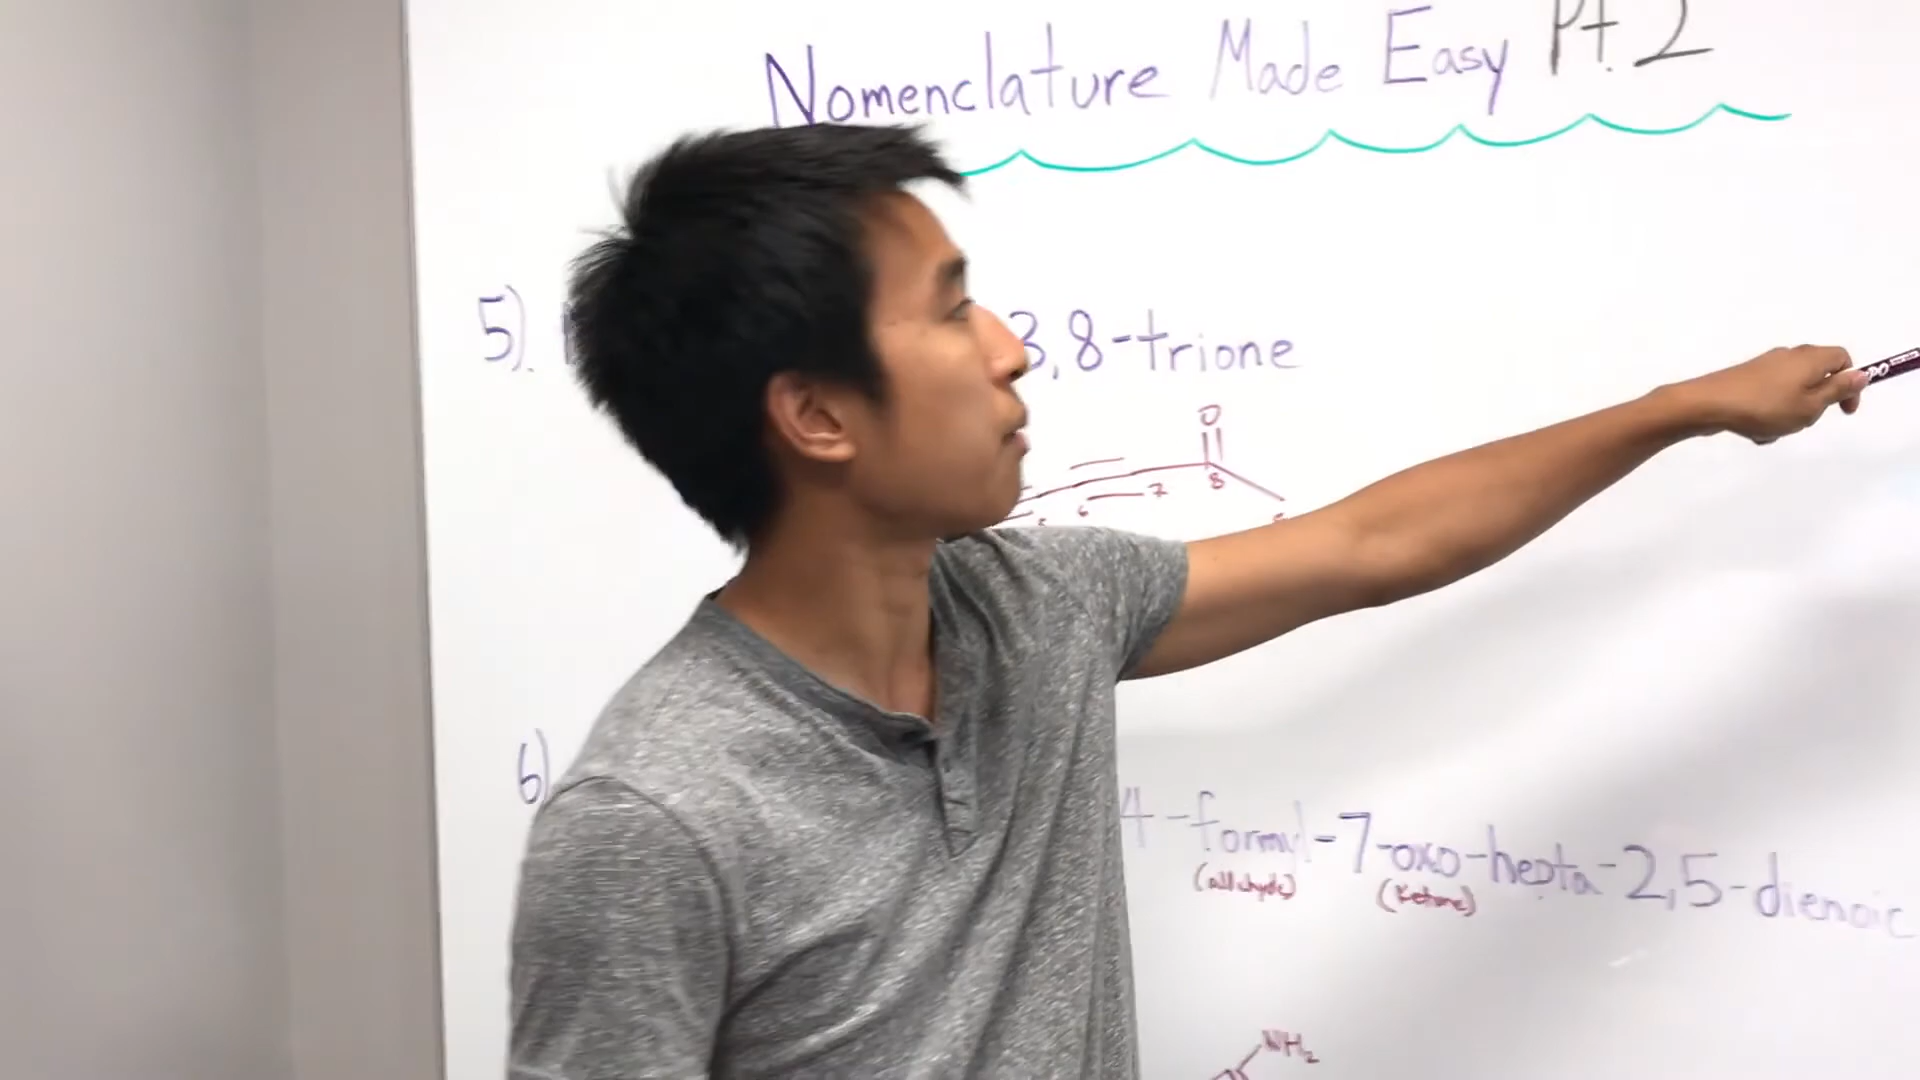 Nomenclature Made Easy Pt. 2
5).
3,8-trione
O
7
8
6
6)
4-formyl-7-oxo-hepta-2,5-dienoic
(aldehyde) (Ketone)
NH2